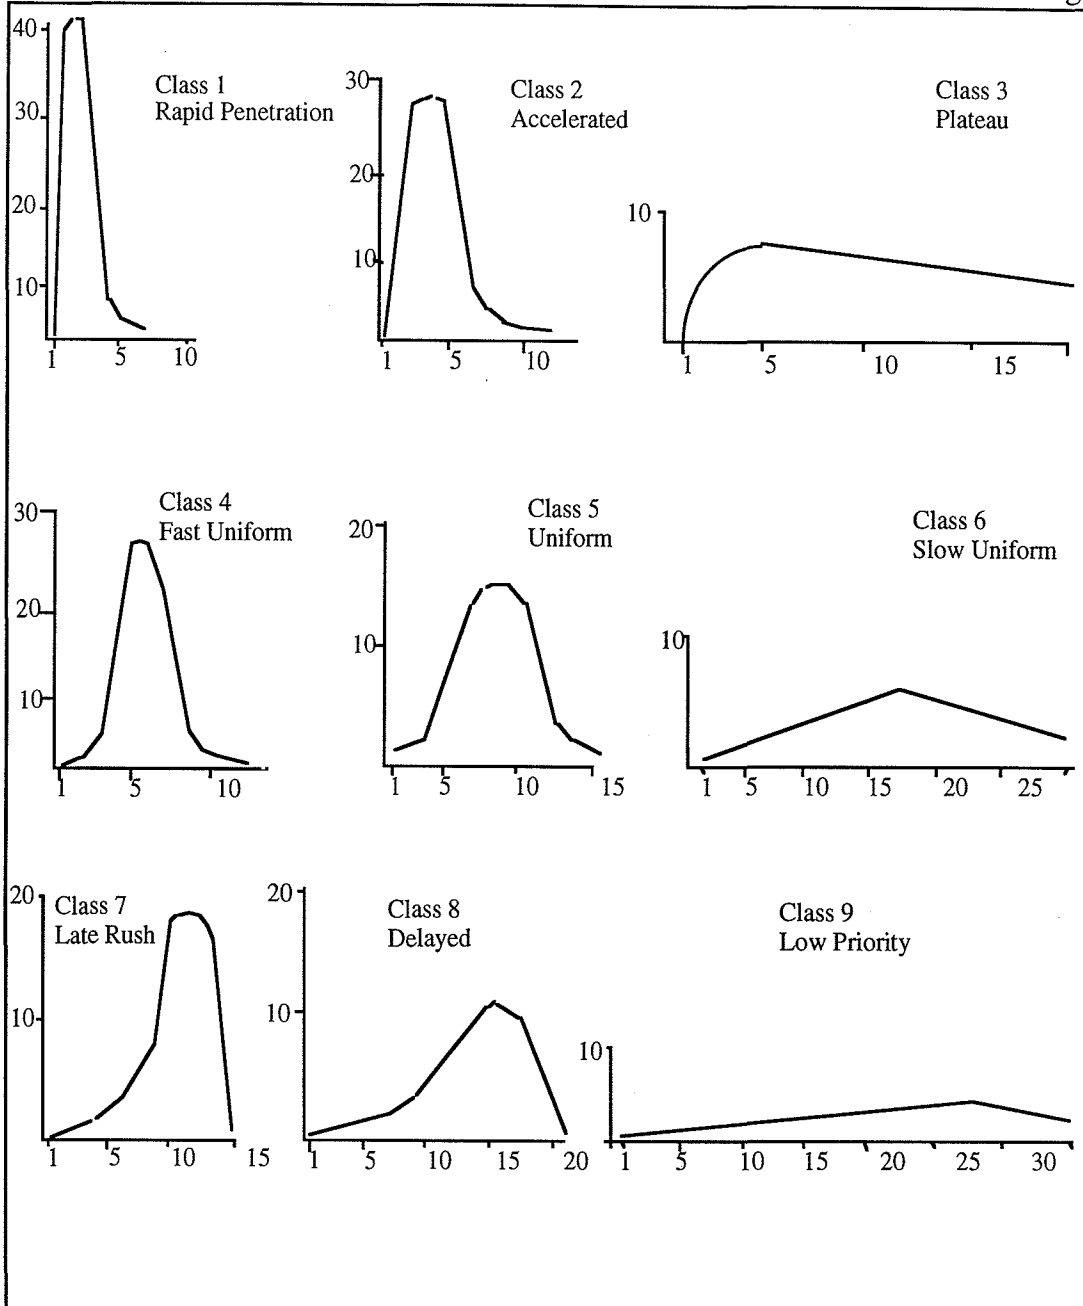 g
40
30
20
10
1 5 10
Class 1
Rapid Penetration
30
20
10
1 5 10
Class 2
Accelerated
10
1 5 10 15
Class 3
Plateau
30
20
10
1 5 10
Class 4
Fast Uniform
20
10
1 5 10 15
Class 5
Uniform
10
1 5 10 15 20 25
Class 6
Slow Uniform
20
10
1 5 10 15
Class 7
Late Rush
20
10
1 5 10 15 20
Class 8
Delayed
10
1 5 10 15 20 25 30
Class 9
Low Priority